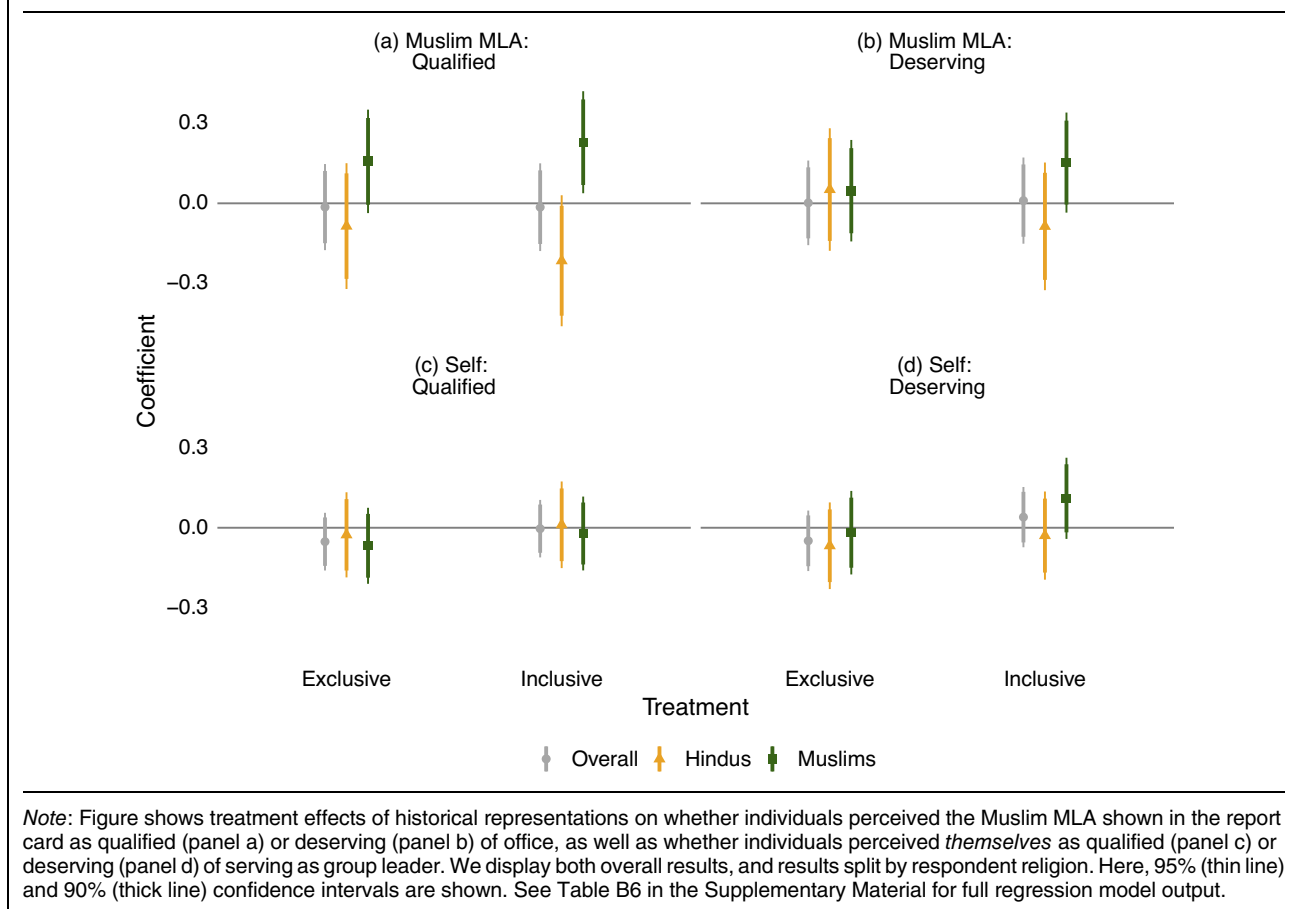 (a) Muslim MLA:
Qualified
(b) Muslim MLA:
Deserving
0.3
0.0
−0.3
(c) Self:
Qualified
(d) Self:
Deserving
0.3
0.0
−0.3
Coefficient
Exclusive
Inclusive
Exclusive
Inclusive
Treatment
Overall Hindus Muslims
Note: Figure shows treatment effects of historical representations on whether individuals perceived the Muslim MLA shown in the report
card as qualified (panel a) or deserving (panel b) of office, as well as whether individuals perceived themselves as qualified (panel c) or
deserving (panel d) of serving as group leader. We display both overall results, and results split by respondent religion. Here, 95% (thin line)
and 90% (thick line) confidence intervals are shown. See Table B6 in the Supplementary Material for full regression model output.